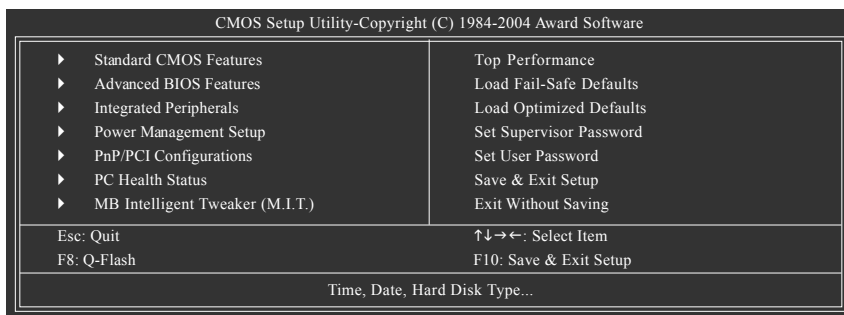 CMOS Setup Utility-Copyright (C) 1984-2004 Award Software
Standard CMOS Features
Advanced BIOS Features
Integrated Peripherals
Power Management Setup
PnP/PCI Configurations
PC Health Status
MB Intelligent Tweaker (M.I.T.)
Top Performance
Load Fail-Safe Defaults
Load Optimized Defaults
Set Supervisor Password
Set User Password
Save & Exit Setup
Exit Without Saving
Esc: Quit
↑↓→←: Select Item
F8: Q-Flash
F10: Save & Exit Setup
Time, Date, Hard Disk Type...